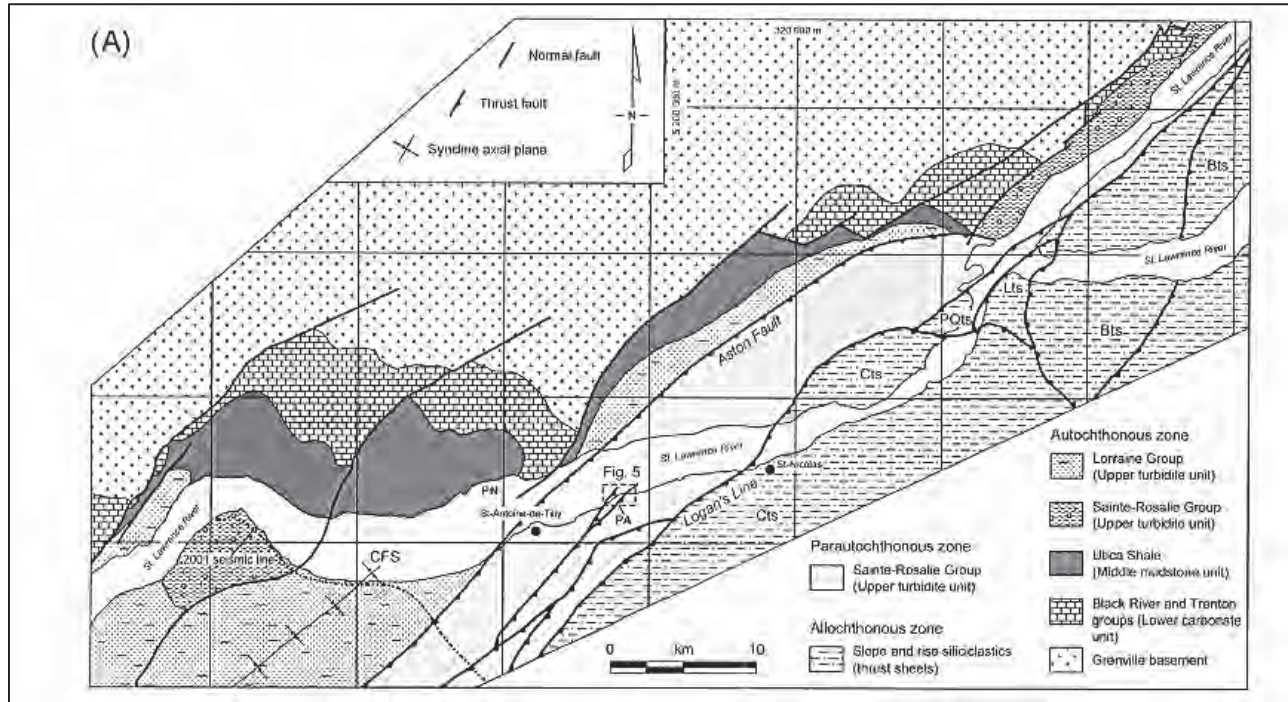 (A)
Normal fault
Thrust fault
Syncline axial plane
N
320 000 m
5 200 000 m
St. Lawrence River
Bts
St. Lawrence River
Lts
PQts
Bts
Aston Fault
Cts
St. Lawrence River
Fig. 5
St-Nicolas
PN
St-Antoine-de-Tilly
PA
Logan's Line
Cts
St. Lawrence River
2001 seismic line
CFS
0 km 10
Parautochthonous zone
Sainte-Rosalie Group
(Upper turbidite unit)
Allochthonous zone
Slope and rise siliciclastics
(thrust sheets)
Autochthonous zone
Lorraine Group
(Upper turbidite unit)
Sainte-Rosalie Group
(Upper turbidite unit)
Utica Shale
(Middle mudstone unit)
Black River and Trenton
groups (Lower carbonate
unit)
Grenville basement